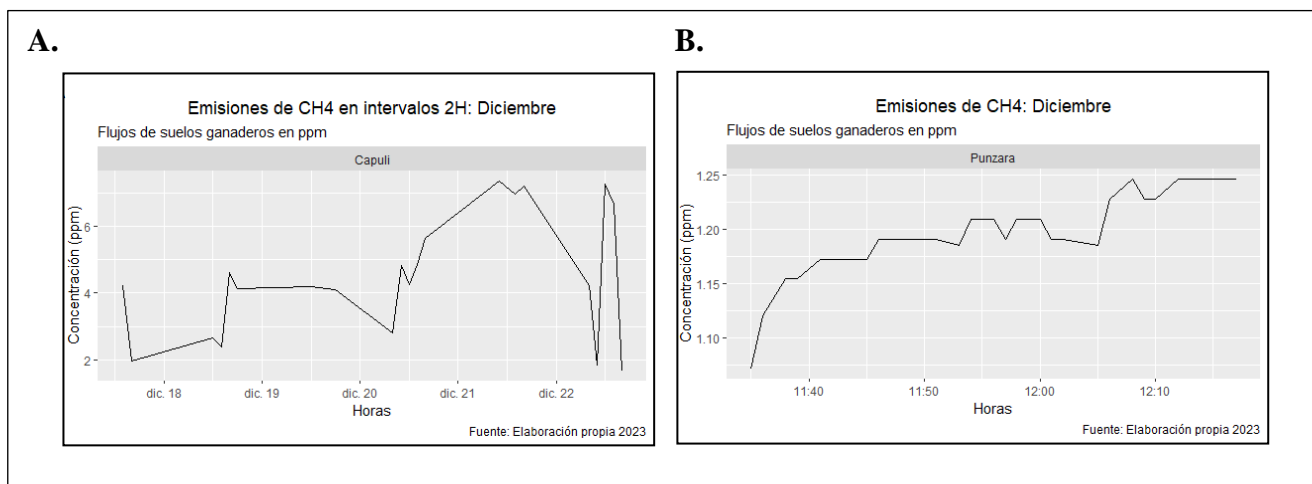 A.
Emisiones de CH4 en intervalos 2H: Diciembre
Flujos de suelos ganaderos en ppm
Capuli
Concentración (ppm)
6
4
2
dic. 18 dic. 19 dic. 20 dic. 21 dic. 22
Horas
Fuente: Elaboración propia 2023
B.
Emisiones de CH4: Diciembre
Flujos de suelos ganaderos en ppm
Punzara
Concentración (ppm)
1.25
1.20
1.15
1.10
11:40 11:50 12:00 12:10
Horas
Fuente: Elaboración propia 2023